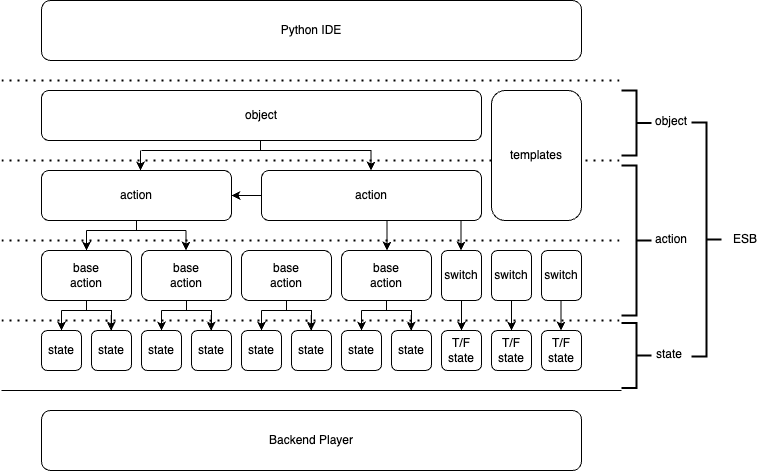 Python IDE
object
templates
object
action
action
action
ESB
base
action
base
action
base
action
base
action
switch
switch
switch
state
state
state
state
state
state
state
state
T/F
state
T/F
state
T/F
state
state
Backend Player